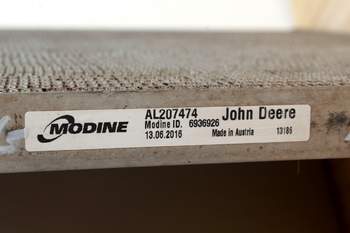 MODINE
AL207474 John Deere
Modine ID. 6936926
13.06.2016 Made in Austria 13186